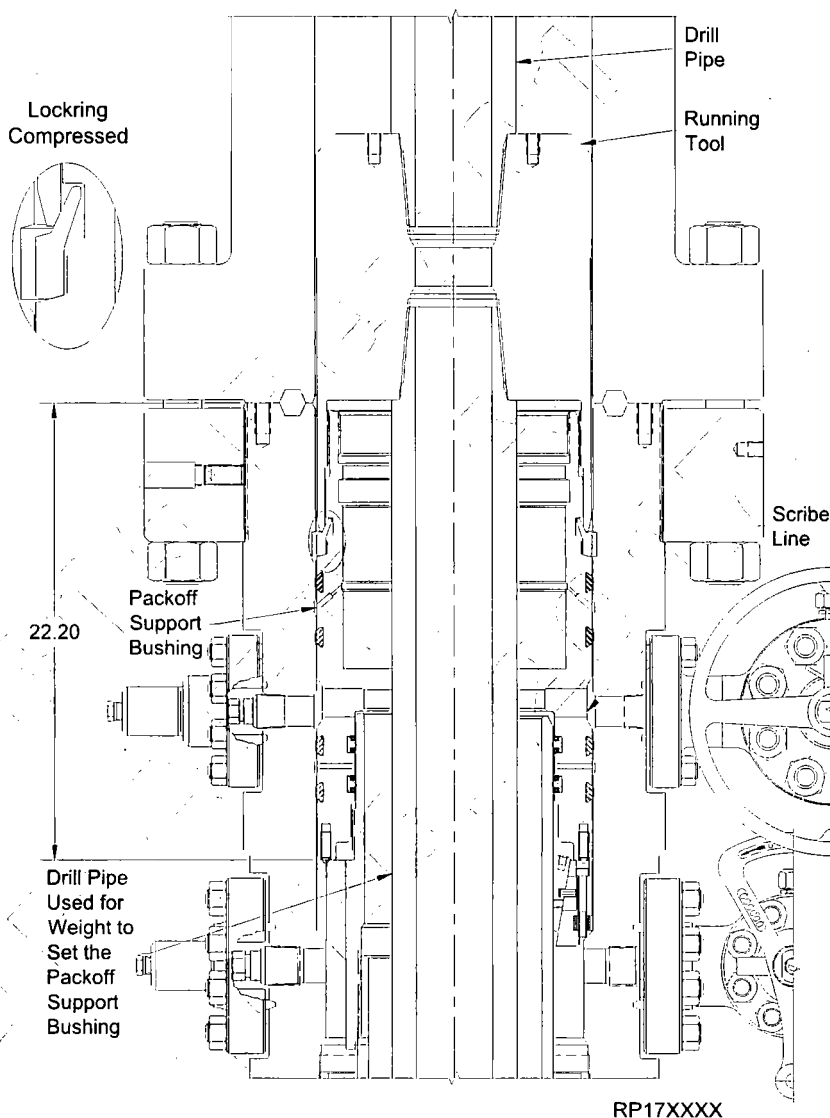 Drill
Pipe
Lockring
Compressed
Running
Tool
Scribe
Line
Packoff
Support
Bushing
22.20
Drill Pipe
Used for
Weight to
Set the
Packoff
Support
Bushing
RP17XXXX